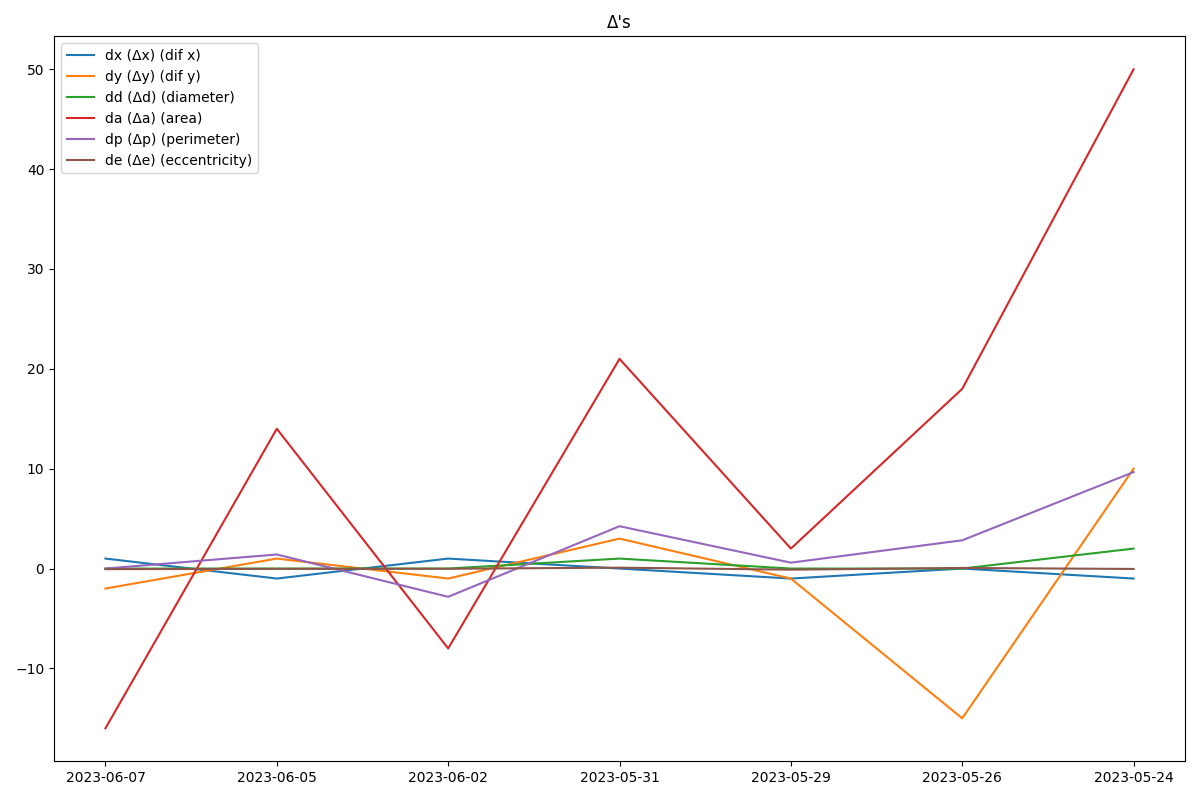 Δ's
dx (Δx) (dif x)
dy (Δy) (dif y)
dd (Δd) (diameter)
da (Δa) (area)
dp (Δp) (perimeter)
de (Δe) (eccentricity)
50
40
30
20
10
0
−10
2023-06-07 2023-06-05 2023-06-02 2023-05-31 2023-05-29 2023-05-26 2023-05-24